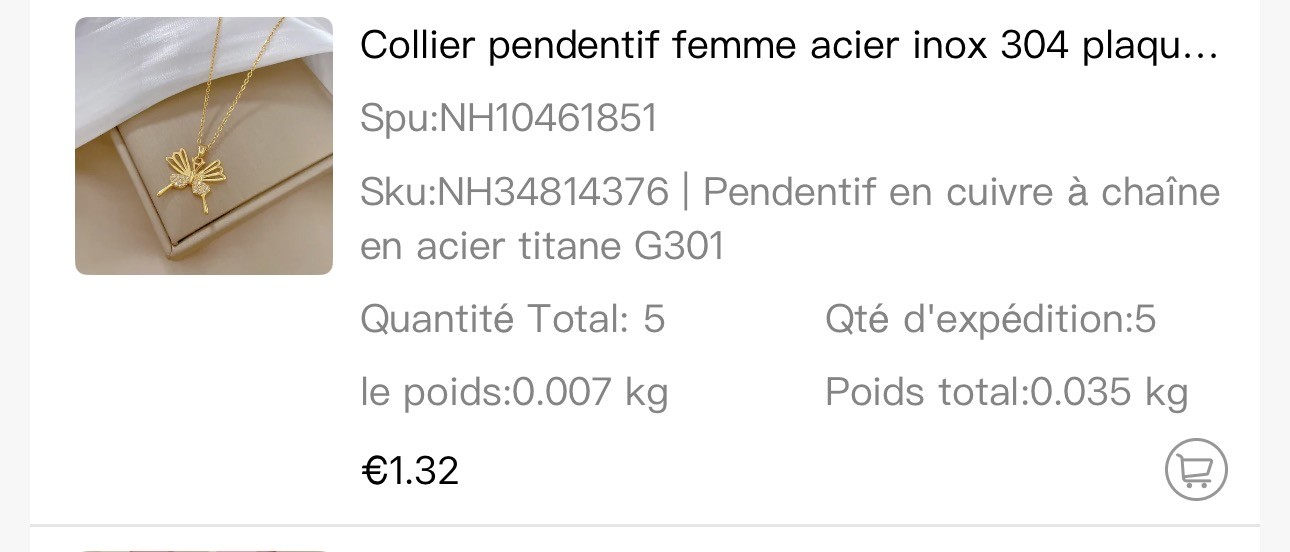 Collier pendentif femme acier inox 304 plaqu...
Spu:NH10461851
Sku:NH34814376 | Pendentif en cuivre à chaîne
en acier titane G301
Quantité Total: 5 Qté d'expédition:5
le poids:0.007 kg Poids total:0.035 kg
€1.32